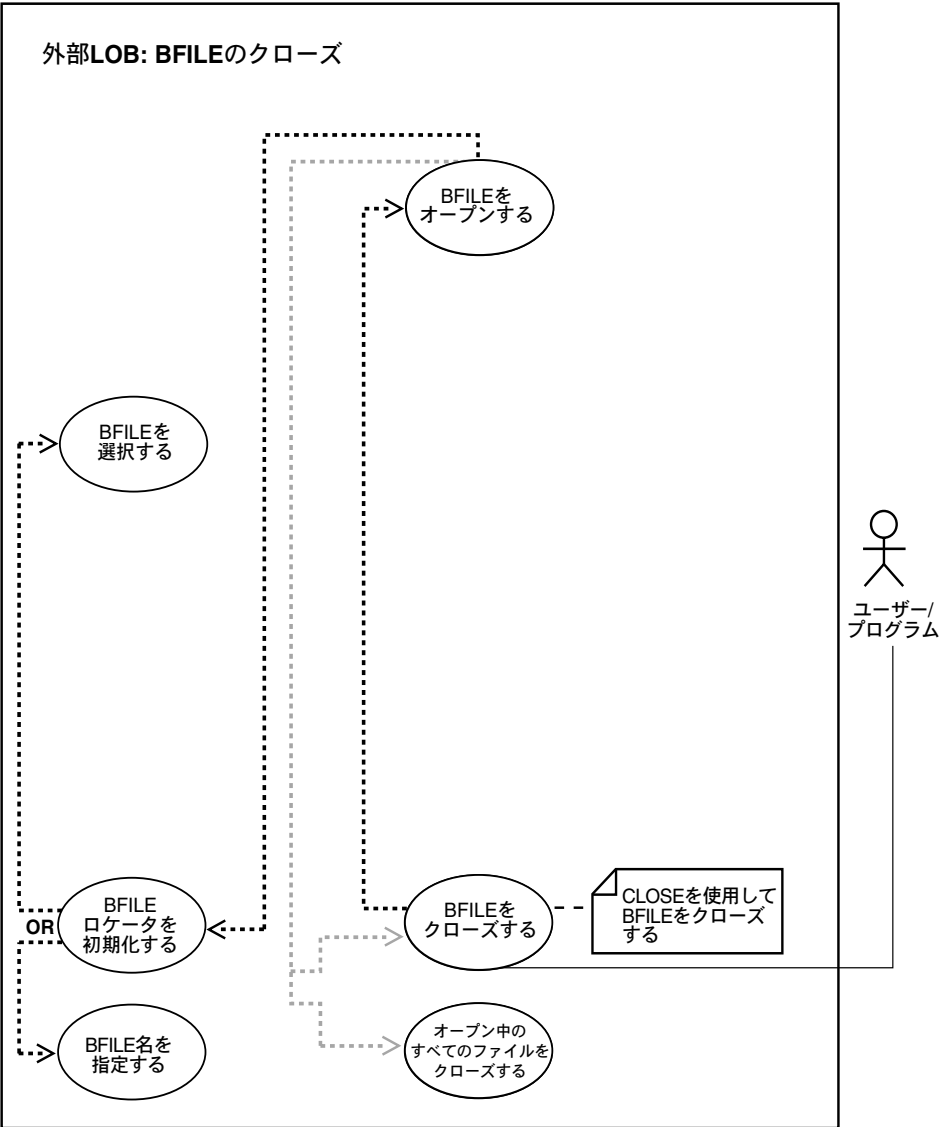 外部LOB: BFILEのクローズ
BFILEを
オープンする
BFILEを
選択する
ユーザー/
プログラム
BFILE
ロケータを
初期化する
OR
BFILEを
クローズする
CLOSEを使用して
BFILEをクローズ
する
BFILE名を
指定する
オープン中の
すべてのファイルを
クローズする